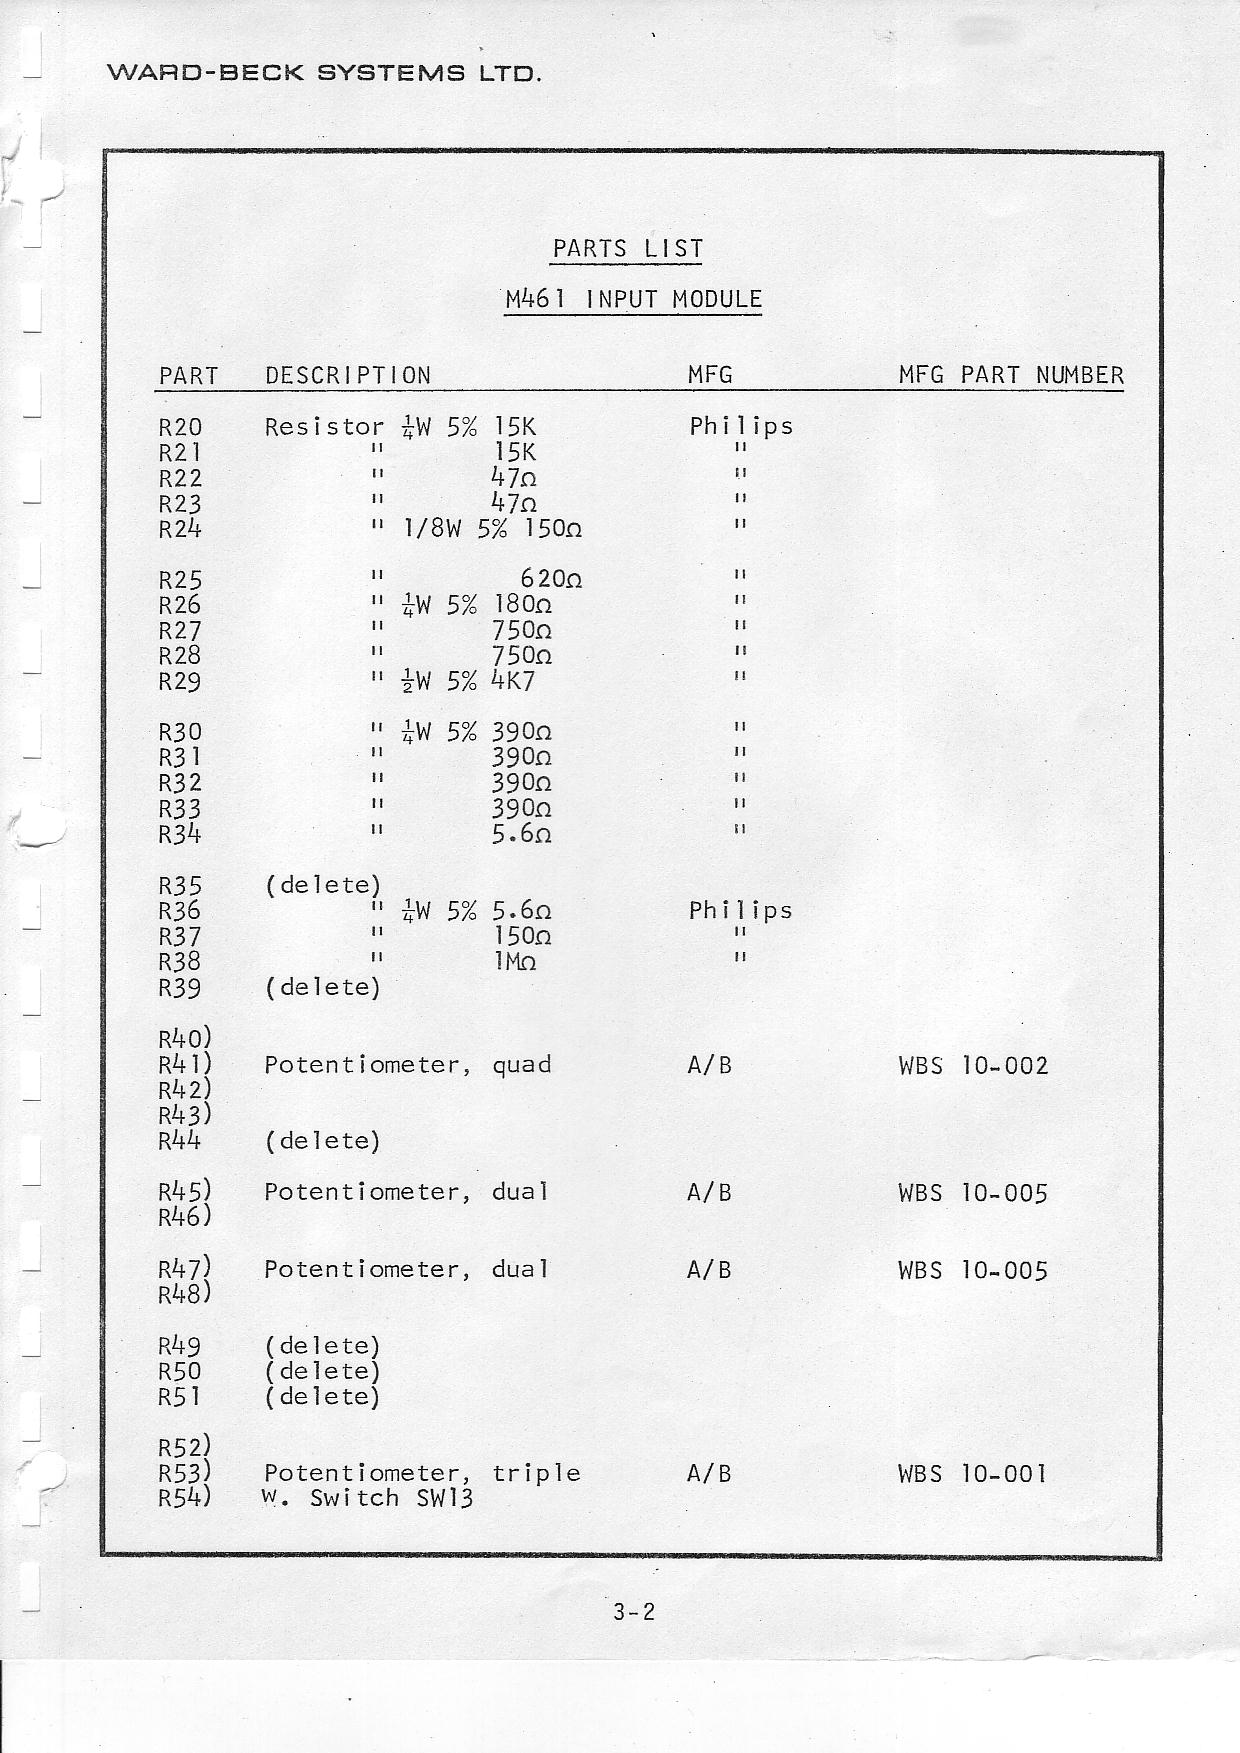 WARD-BECK SYSTEMS LTD.
PARTS LIST
M461 INPUT MODULE
PART DESCRIPTION MFG MFG PART NUMBER
R20 Resistor ¼W 5% 15K Philips
R21 " 15K "
R22 " 47Ω "
R23 " 47Ω "
R24 " 1/8W 5% 150Ω "
R25 " 620Ω "
R26 " ¼W 5% 180Ω "
R27 " 750Ω "
R28 " 750Ω "
R29 " ½W 5% 4K7 "
R30 " ¼W 5% 390Ω "
R31 " 390Ω "
R32 " 390Ω "
R33 " 390Ω "
R34 " 5.6Ω "
R35 (delete)
R36 " ¼W 5% 5.6Ω Philips
R37 " 150Ω "
R38 " 1MΩ "
R39 (delete)
R40)
R41) Potentiometer, quad A/B WBS 10-002
R42)
R43)
R44 (delete)
R45) Potentiometer, dual A/B WBS 10-005
R46)
R47) Potentiometer, dual A/B WBS 10-005
R48)
R49 (delete)
R50 (delete)
R51 (delete)
R52)
R53) Potentiometer, triple A/B WBS 10-001
R54) W. Switch SW13
3-2